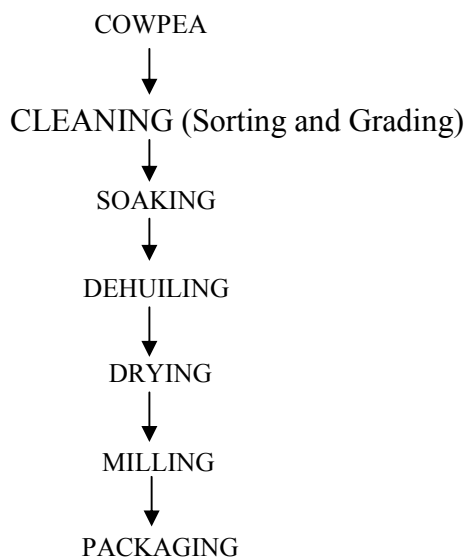 COWPEA
CLEANING (Sorting and Grading)
SOAKING
DEHUILING
DRYING
MILLING
PACKAGING